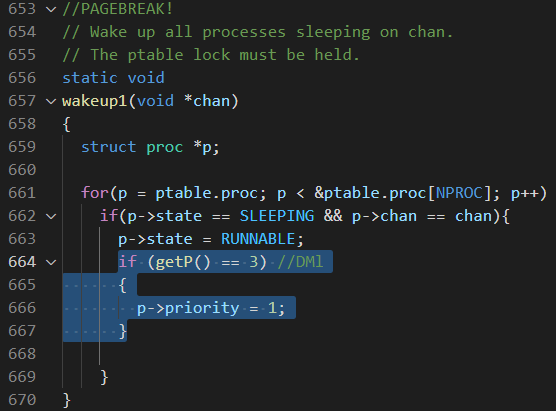 653 //PAGEBREAK!
654 // Wake up all processes sleeping on chan.
655 // The ptable lock must be held.
656 static void
657 wakeup1(void *chan)
658 {
659   struct proc *p;
660
661   for(p = ptable.proc; p < &ptable.proc[NPROC]; p++)
662     if(p->state == SLEEPING && p->chan == chan){
663       p->state = RUNNABLE;
664       if (getP() == 3) //DMl
665       {
666         p->priority = 1;
667       }
668
669     }
670 }